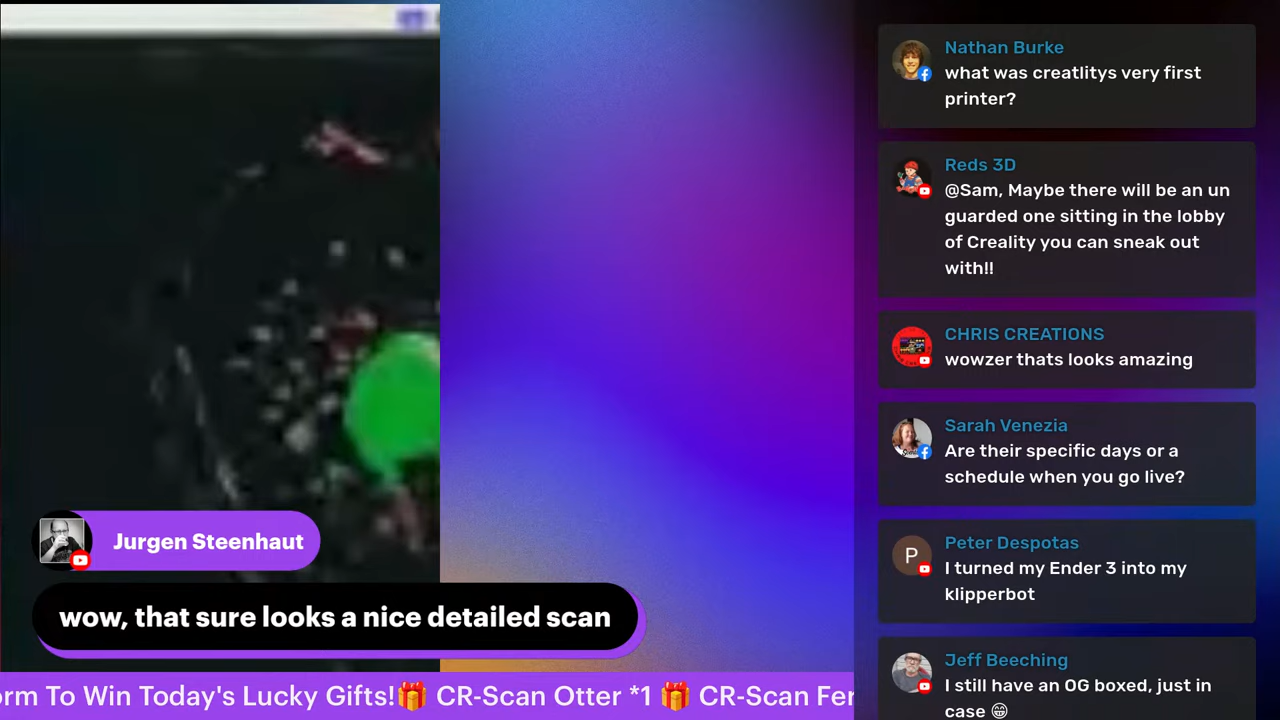 Nathan Burke
what was creatlitys very first
printer?
Reds 3D
@Sam, Maybe there will be an un
guarded one sitting in the lobby
of Creality you can sneak out
with!!
CHRIS CREATIONS
wowzer thats looks amazing
Sarah Venezia
Are their specific days or a
schedule when you go live?
Peter Despotas
P
I turned my Ender 3 into my
klipperbot
Jeff Beeching
I still have an OG boxed, just in
case 😁
Jurgen Steenhaut
wow, that sure looks a nice detailed scan
orm To Win Today's Lucky Gifts!🎁 CR-Scan Otter *1 🎁 CR-Scan Fer